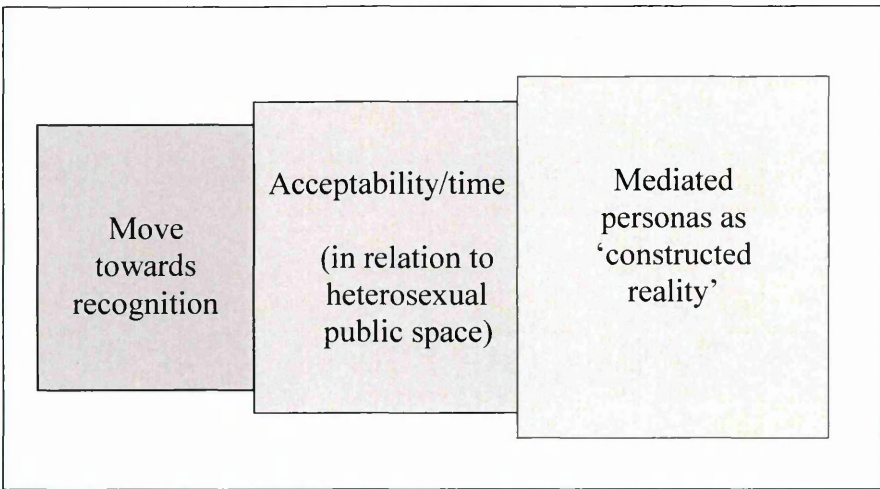 Move
towards
recognition
Acceptability/time
(in relation to
heterosexual
public space)
Mediated
personas as
‘constructed
reality’